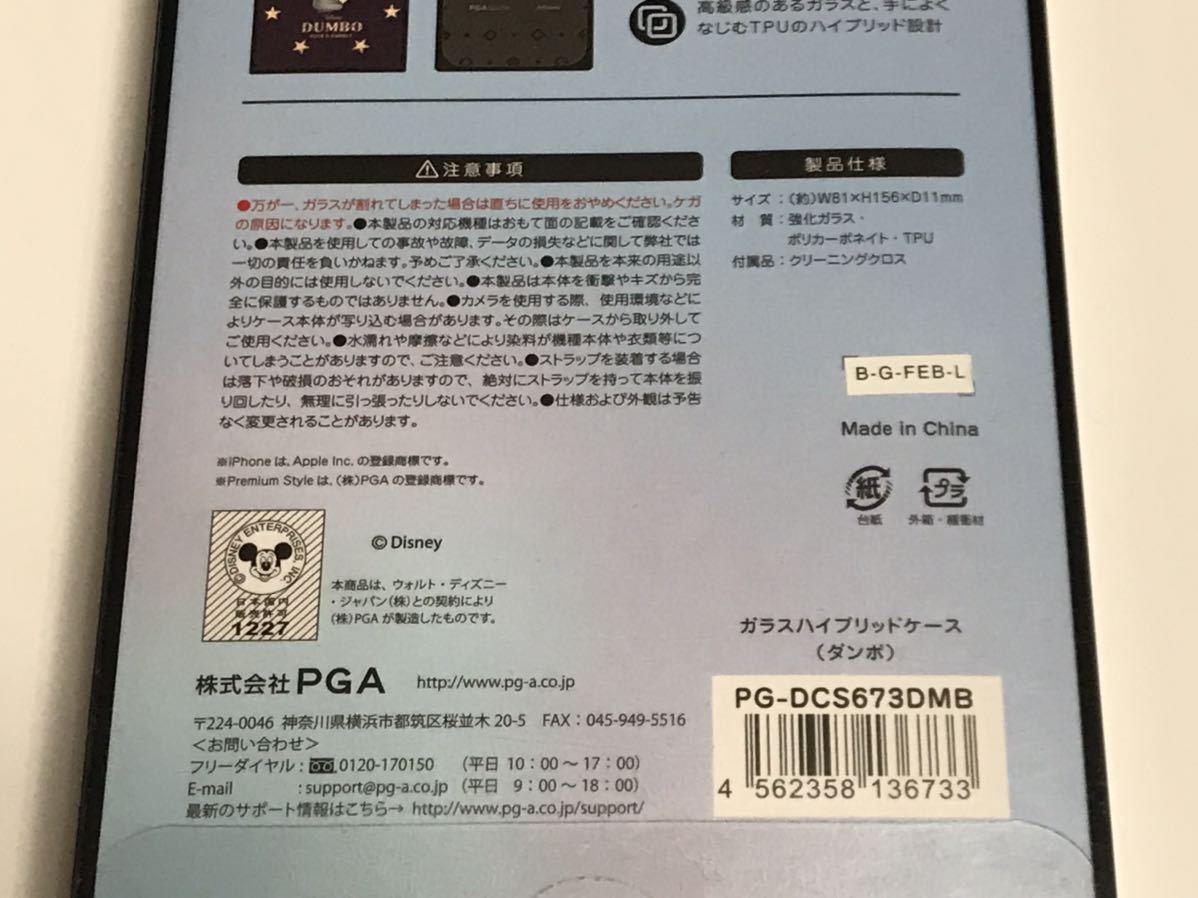 DUMBO
PGA
高級感のあるガラスと、手によく
なじむTPUのハイブリッド設計
⚠注意事項
●万が一、ガラスが割れてしまった場合は直ちに使用をおやめください。ケガ
の原因になります。●本製品の対応機種はおもて面の記載をご確認くださ
い。●本製品を使用しての事故や故障、データの損失などに関して弊社では
一切の責任を負いかねます。予めご了承ください。●本製品を本来の用途以
外の目的には使用しないでください。●本製品は本体を衝撃やキズから完
全に保護するものではありません。●カメラを使用する際、使用環境などに
よりケース本体が写り込む場合があります。その際はケースから取り外して
ご使用ください。●水濡れや摩擦などにより染料が機種本体や衣類等につ
いてしまうことがありますので、ご注意ください。●ストラップを装着する場合
は落下や破損のおそれがありますので、絶対にストラップを持って本体を振
り回したり、無理に引っ張ったりしないでください。●仕様および外観は予告
なく変更されることがあります。
※iPhoneは、Apple Inc.の登録商標です。
※Premium Styleは、(株)PGAの登録商標です。
製品仕様
サイズ：(約)W81×H156×D11mm
材 質：強化ガラス・
ポリカーボネイト・TPU
付属品：クリーニングクロス
B-G-FEB-L
Made in China
紙
プラ
台紙
外箱・緩衝材
©DISNEY ENTERPRISES, INC.
日本国内
販売許可
1227
©Disney
本商品は、ウォルト・ディズニー
・ジャパン(株)との契約により
(株)PGAが製造したものです。
ガラスハイブリッドケース
(ダンボ)
PG-DCS673DMB
4 562358 136733
株式会社PGA http://www.pg-a.co.jp
〒224-0046 神奈川県横浜市都筑区桜並木 20-5 FAX：045-949-5516
＜お問い合わせ＞
フリーダイヤル：0120-170150 (平日 10：00～17：00)
E-mail :support@pg-a.co.jp (平日 9：00～18：00)
最新のサポート情報はこちら→ http://www.pg-a.co.jp/support/